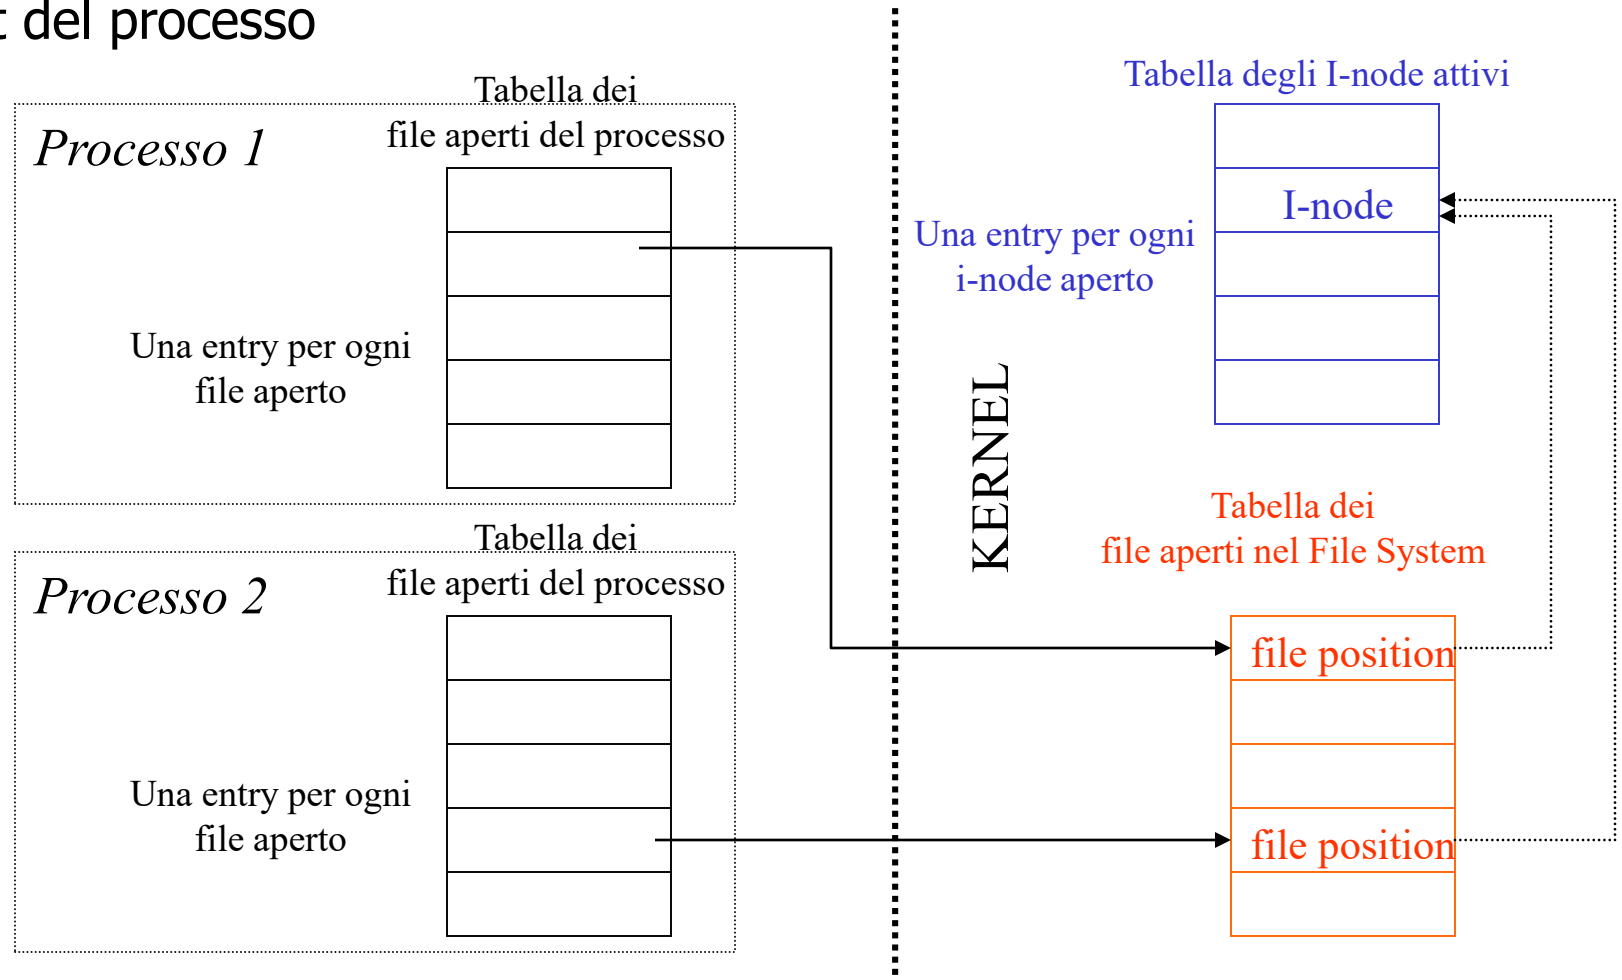 del processo
Tabella dei
file aperti del processo
Processo 1
Una entry per ogni
file aperto
Tabella dei
file aperti del processo
Processo 2
Una entry per ogni
file aperto
KERNEL
Tabella degli I-node attivi
I-node
Una entry per ogni
i-node aperto
Tabella dei
file aperti nel File System
file position
file position